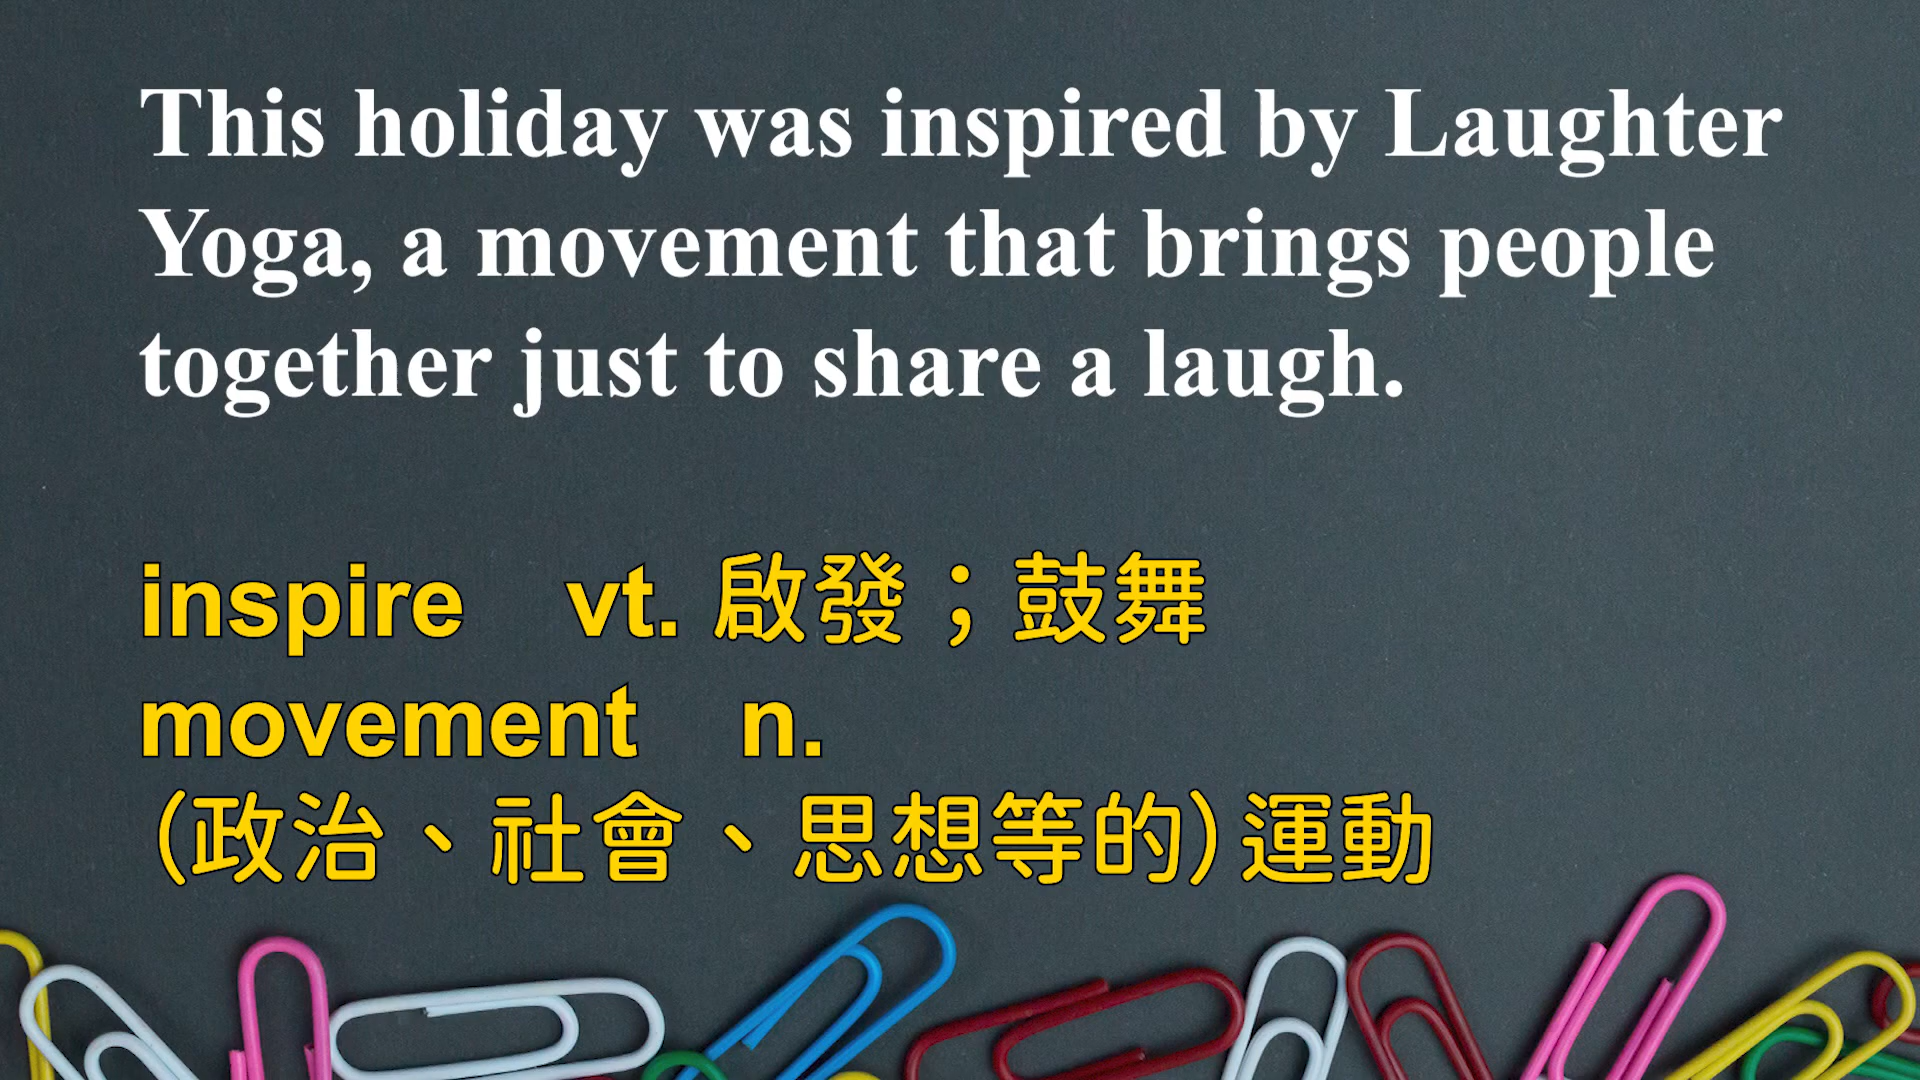 This holiday was inspired by Laughter
Yoga, a movement that brings people
together just to share a laugh.
inspire vt. 啟發；鼓舞
movement n.
(政治、社會、思想等的)運動